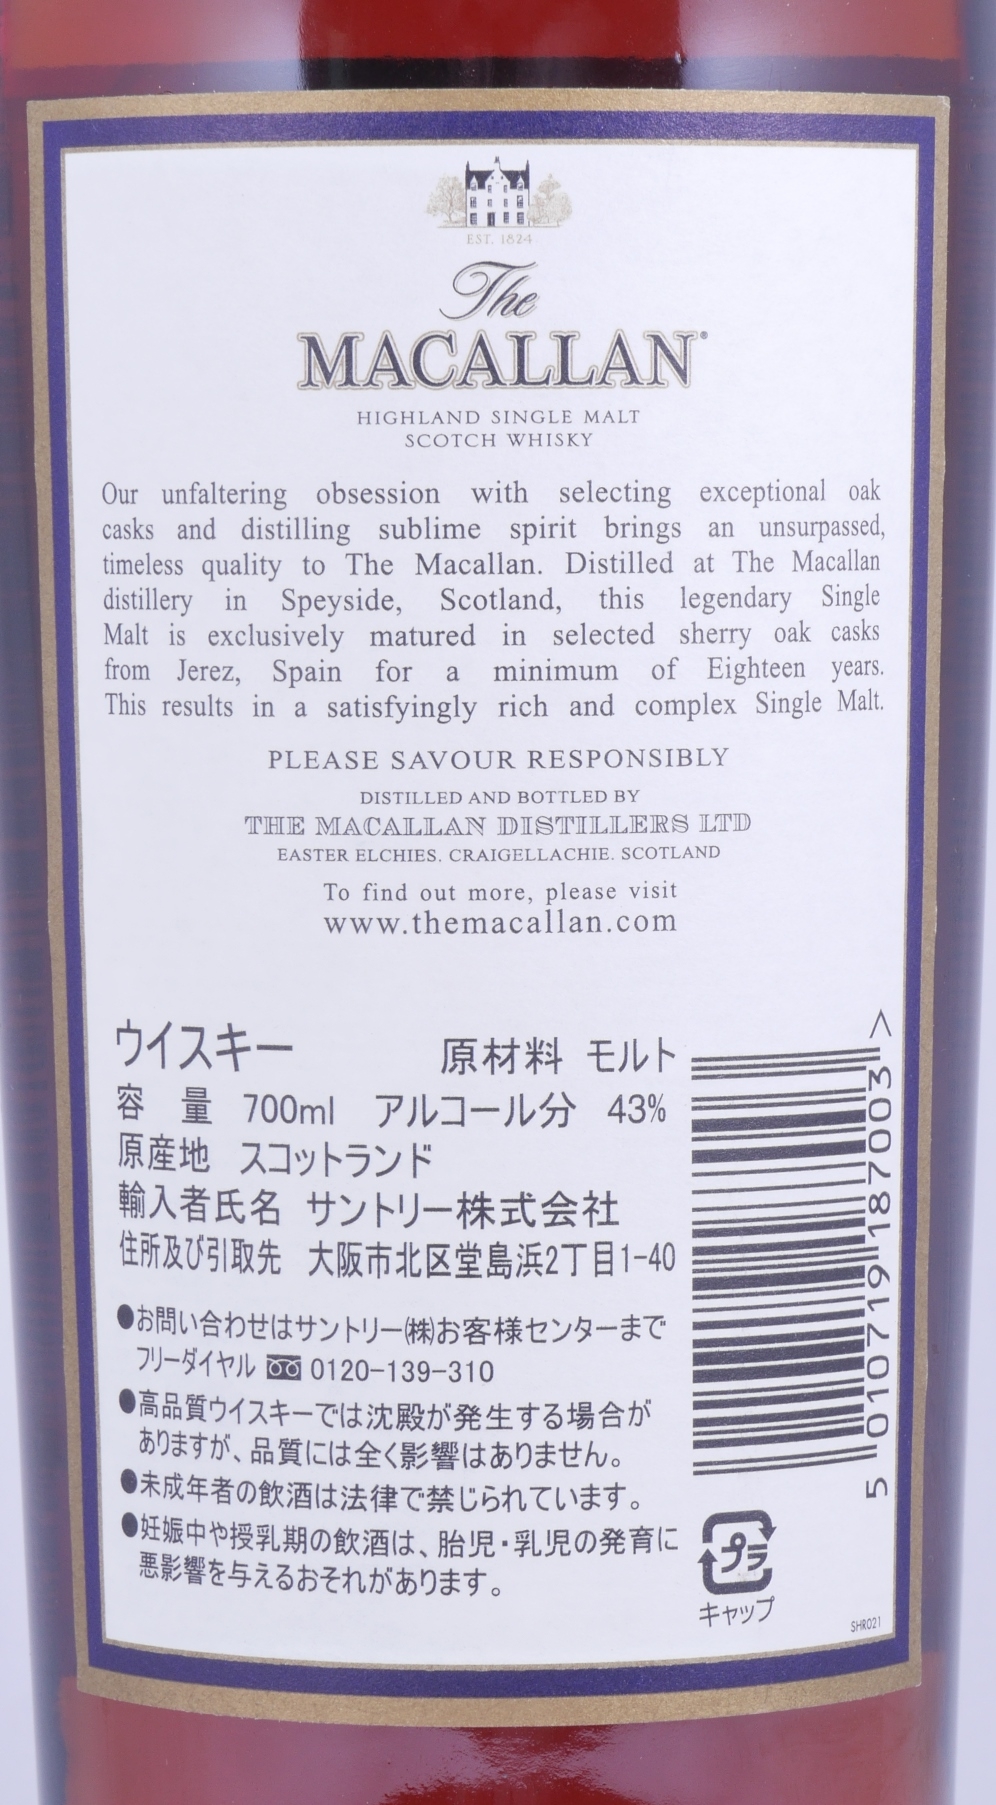 EST. 1824
The
MACALLAN®
HIGHLAND SINGLE MALT
SCOTCH WHISKY
Our unfaltering obsession with selecting exceptional oak
casks and distilling sublime spirit brings an unsurpassed,
timeless quality to The Macallan. Distilled at The Macallan
distillery in Speyside, Scotland, this legendary Single
Malt is exclusively matured in selected sherry oak casks
from Jerez, Spain for a minimum of Eighteen years.
This results in a satisfyingly rich and complex Single Malt.
PLEASE SAVOUR RESPONSIBLY
DISTILLED AND BOTTLED BY
THE MACALLAN DISTILLERS LTD
EASTER ELCHIES. CRAIGELLACHIE. SCOTLAND
To find out more, please visit
www.themacallan.com
ウイスキー 原材料 モルト
容 量 700ml アルコール分 43%
原産地 スコットランド
輸入者氏名 サントリー株式会社
住所及び引取先 大阪市北区堂島浜2丁目1-40
●お問い合わせはサントリー㈱お客様センターまで
フリーダイヤル 0120-139-310
●高品質ウイスキーでは沈殿が発生する場合が
ありますが、品質には全く影響はありません。
●未成年者の飲酒は法律で禁じられています。
●妊娠中や授乳期の飲酒は、胎児・乳児の発育に
悪影響を与えるおそれがあります。
5 010719 187003 >
プラ
キャップ
SHR021